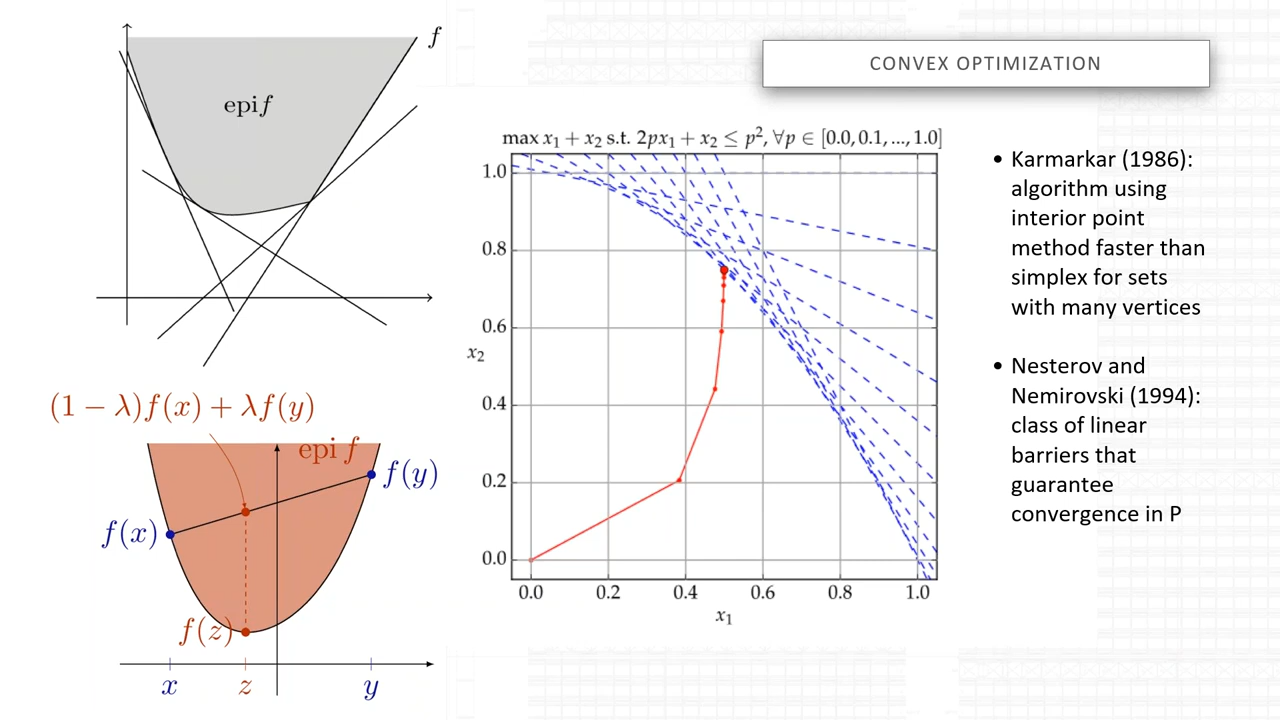 CONVEX OPTIMIZATION
f
epi f
max x₁ + x₂ s.t. 2px₁ + x₂ ≤ p², ∀p ∈ [0.0, 0.1, ..., 1.0]
1.0
0.8
0.6
0.4
0.2
0.0
x₂
0.0 0.2 0.4 0.6 0.8 1.0
x₁
(1 − λ)f(x) + λf(y)
epi f
f(y)
f(x)
f(z)
x z y
• Karmarkar (1986):
algorithm using
interior point
method faster than
simplex for sets
with many vertices
• Nesterov and
Nemirovski (1994):
class of linear
barriers that
guarantee
convergence in P